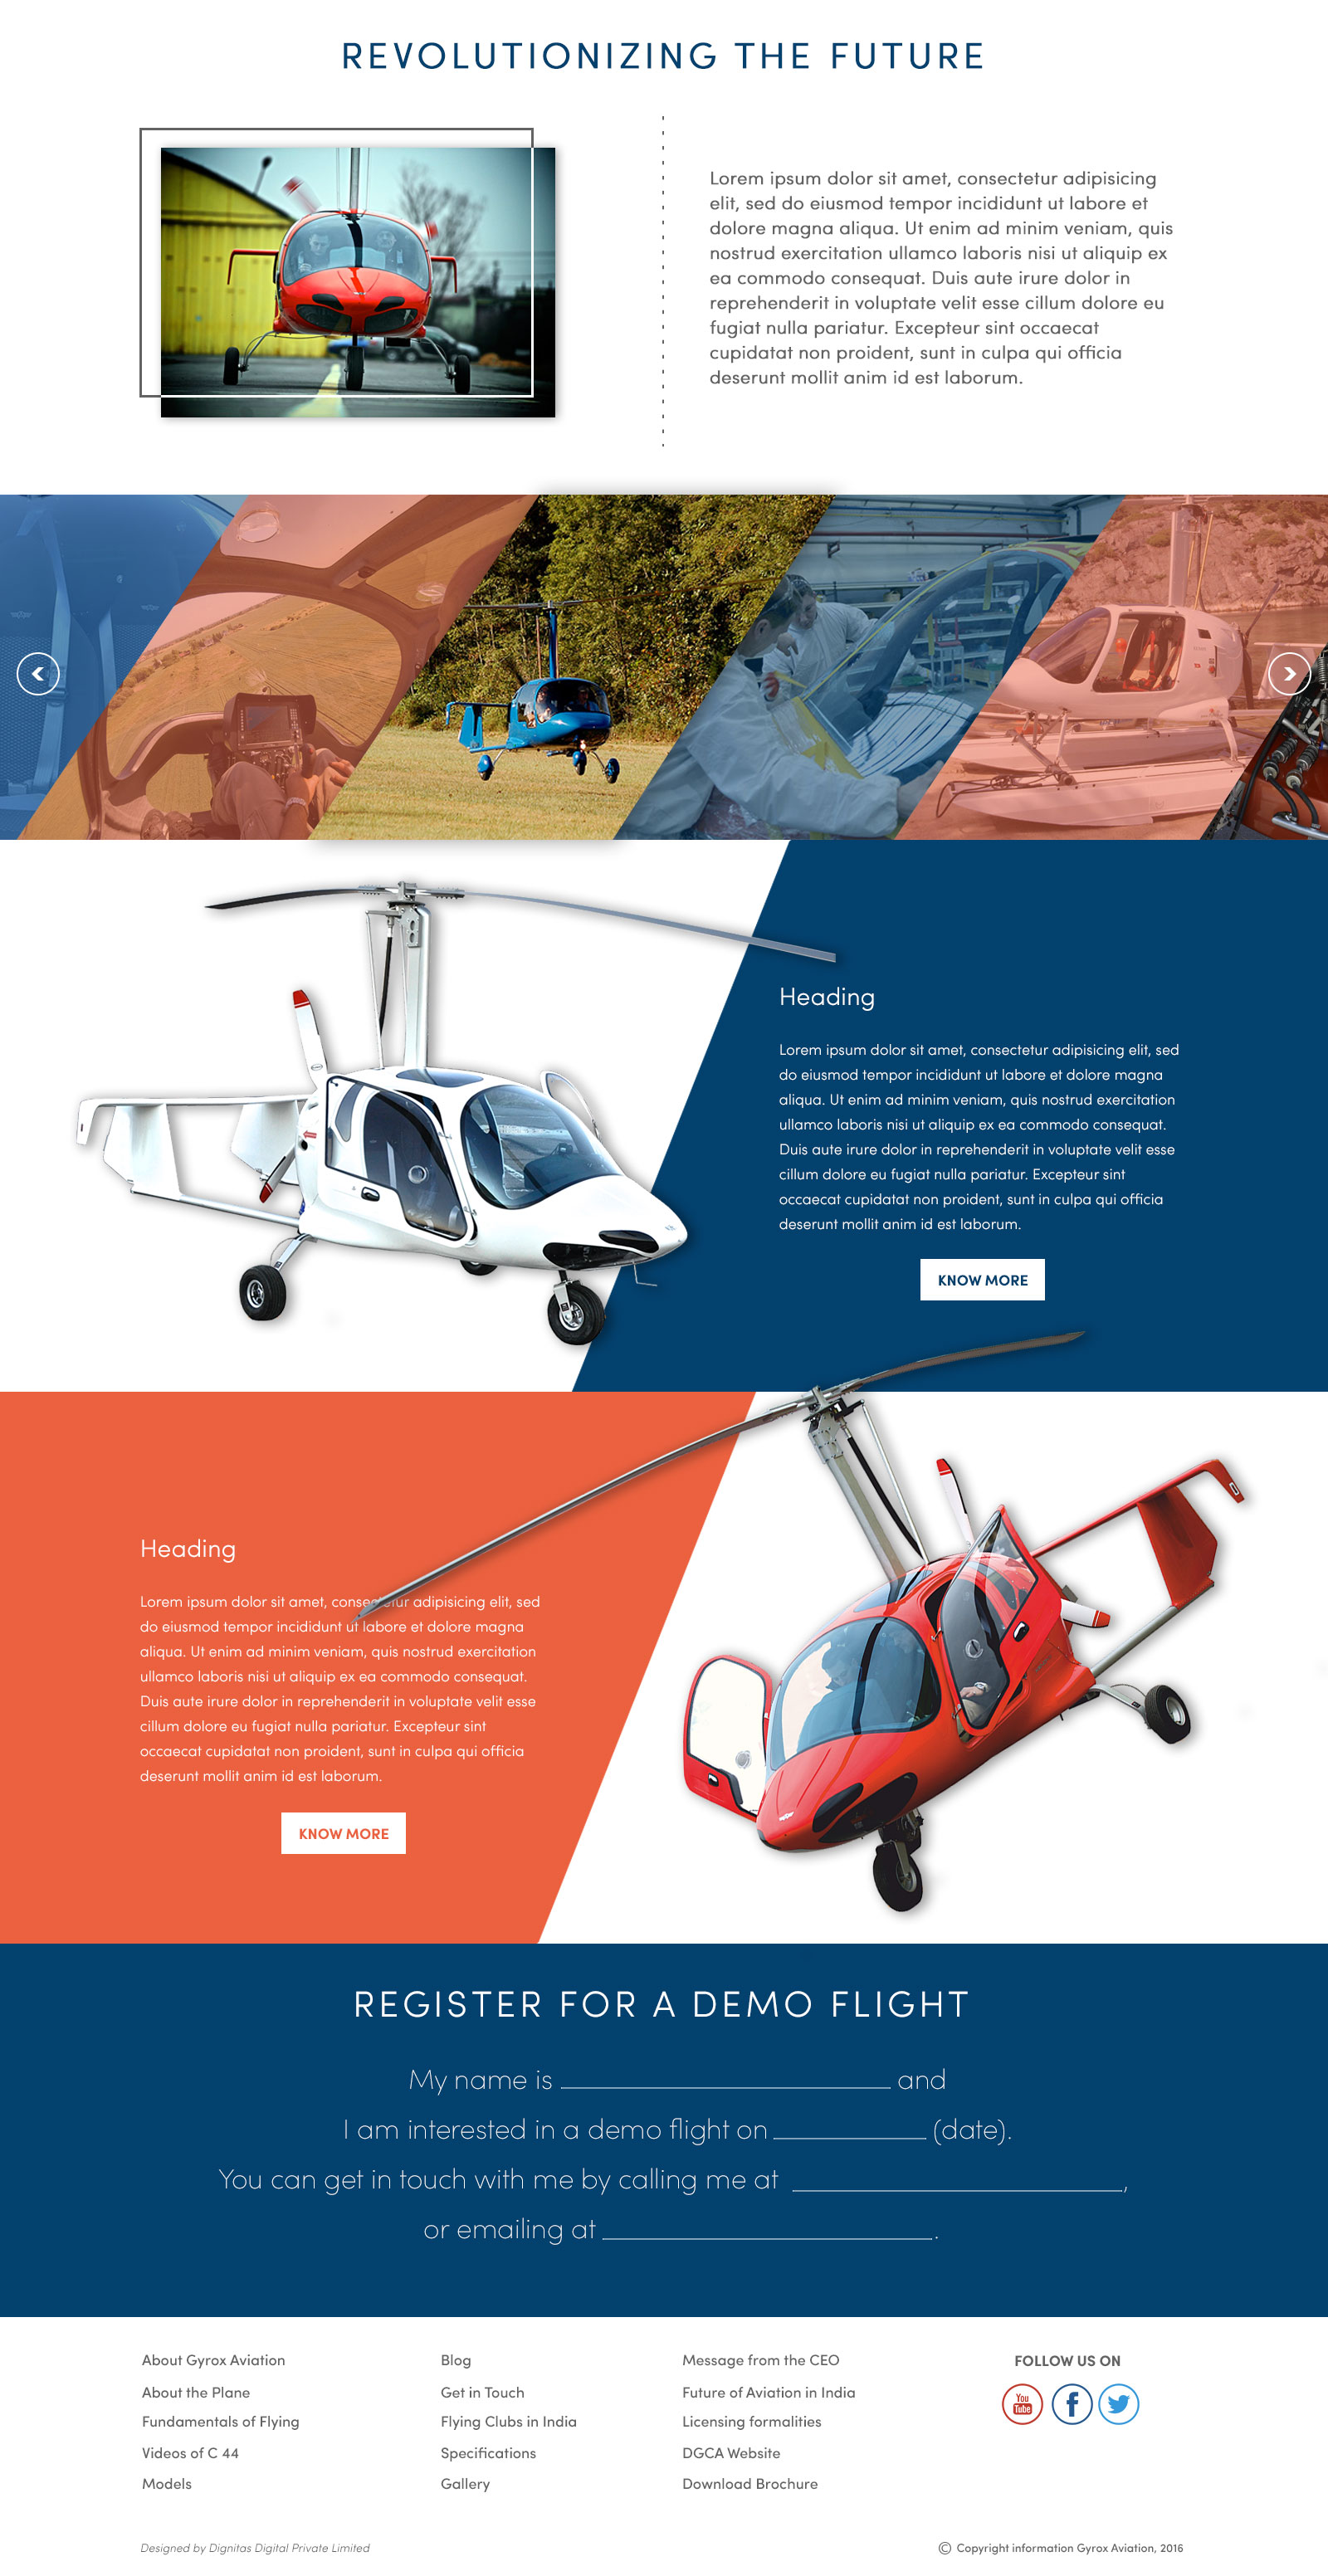 REVOLUTIONIZING THE FUTURE
Lorem ipsum dolor sit amet, consectetur adipisicing
elit, sed do eiusmod tempor incididunt ut labore et
dolore magna aliqua. Ut enim ad minim veniam, quis
nostrud exercitation ullamco laboris nisi ut aliquip ex
ea commodo consequat. Duis aute irure dolor in
reprehenderit in voluptate velit esse cillum dolore eu
fugiat nulla pariatur. Excepteur sint occaecat
cupidatat non proident, sunt in culpa qui officia
deserunt mollit anim id est laborum.
Heading
Lorem ipsum dolor sit amet, consectetur adipisicing elit, sed
do eiusmod tempor incididunt ut labore et dolore magna
aliqua. Ut enim ad minim veniam, quis nostrud exercitation
ullamco laboris nisi ut aliquip ex ea commodo consequat.
Duis aute irure dolor in reprehenderit in voluptate velit esse
cillum dolore eu fugiat nulla pariatur. Excepteur sint
occaecat cupidatat non proident, sunt in culpa qui officia
deserunt mollit anim id est laborum.
KNOW MORE
Heading
Lorem ipsum dolor sit amet, consectetur adipisicing elit, sed
do eiusmod tempor incididunt ut labore et dolore magna
aliqua. Ut enim ad minim veniam, quis nostrud exercitation
ullamco laboris nisi ut aliquip ex ea commodo consequat.
Duis aute irure dolor in reprehenderit in voluptate velit esse
cillum dolore eu fugiat nulla pariatur. Excepteur sint
occaecat cupidatat non proident, sunt in culpa qui officia
deserunt mollit anim id est laborum.
KNOW MORE
REGISTER FOR A DEMO FLIGHT
My name is ____________________ and
I am interested in a demo flight on __________ (date).
You can get in touch with me by calling me at ____________________,
or emailing at ____________________.
About Gyrox Aviation
About the Plane
Fundamentals of Flying
Videos of C 44
Models
Blog
Get in Touch
Flying Clubs in India
Specifications
Gallery
Message from the CEO
Future of Aviation in India
Licensing formalities
DGCA Website
Download Brochure
FOLLOW US ON
You
Tube
Designed by Dignitas Digital Private Limited
© Copyright information Gyrox Aviation, 2016